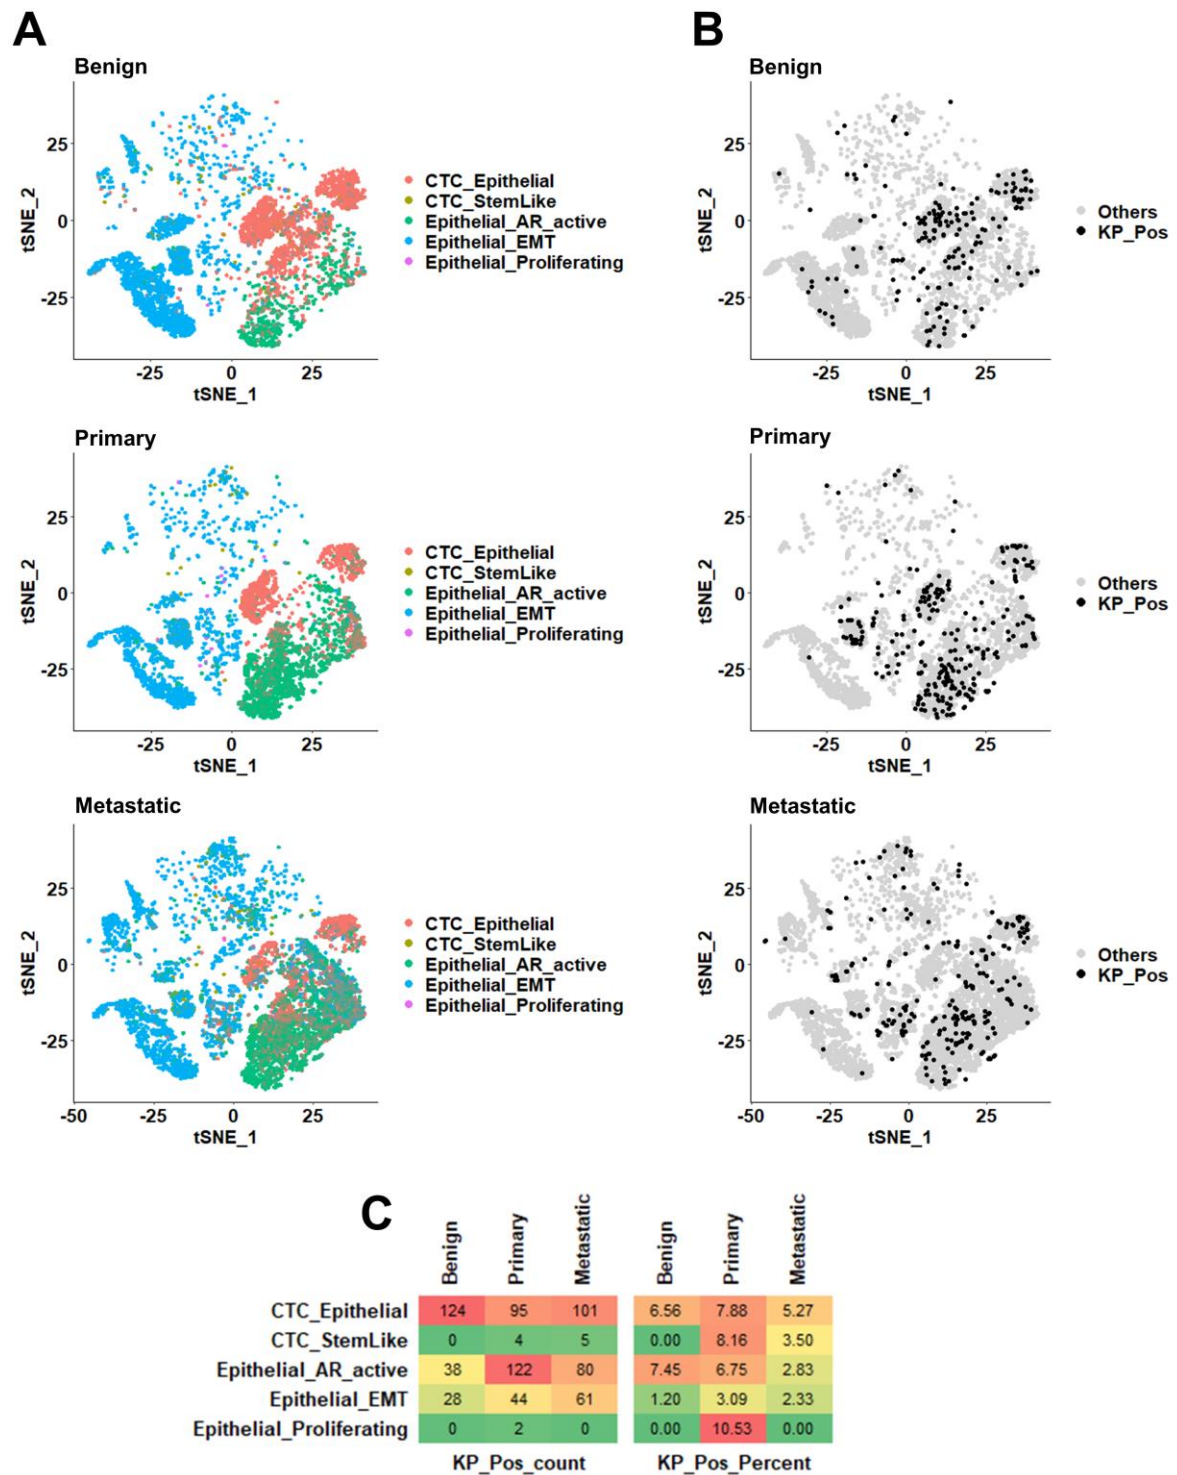 A
B
Benign
Benign
25
0
-25
tSNE_2
-25
0
25
tSNE_1
CTC_Epithelial
CTC_StemLike
Epithelial_AR_active
Epithelial_EMT
Epithelial_Proliferating
25
0
-25
tSNE_2
-25
0
25
tSNE_1
Others
KP_Pos
Primary
Primary
25
0
-25
tSNE_2
-25
0
25
tSNE_1
CTC_Epithelial
CTC_StemLike
Epithelial_AR_active
Epithelial_EMT
Epithelial_Proliferating
25
0
-25
tSNE_2
-25
0
25
tSNE_1
Others
KP_Pos
Metastatic
Metastatic
25
0
-25
tSNE_2
-50
-25
0
25
tSNE_1
CTC_Epithelial
CTC_StemLike
Epithelial_AR_active
Epithelial_EMT
Epithelial_Proliferating
25
0
-25
tSNE_2
-50
-25
0
25
tSNE_1
Others
KP_Pos
C
Benign Primary Metastatic Benign Primary Metastatic
CTC_Epithelial 124 95 101 6.56 7.88 5.27
CTC_StemLike 0 4 5 0.00 8.16 3.50
Epithelial_AR_active 38 122 80 7.45 6.75 2.83
Epithelial_EMT 28 44 61 1.20 3.09 2.33
Epithelial_Proliferating 0 2 0 0.00 10.53 0.00
KP_Pos_count KP_Pos_Percent